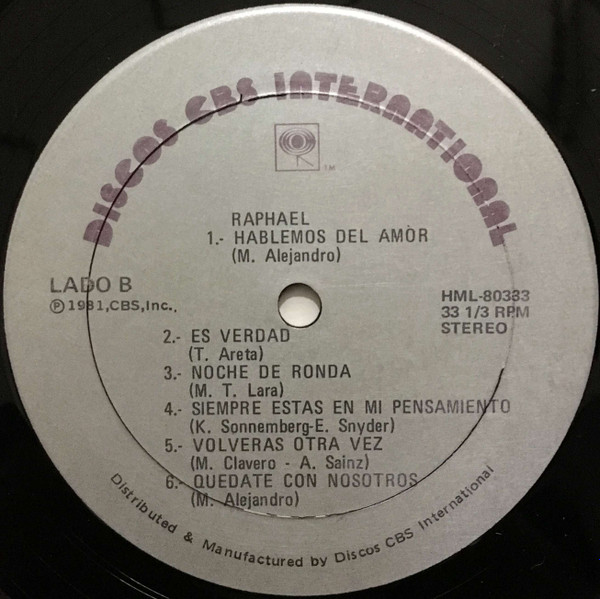 DISCOS CBS INTERNATIONAL
TM
RAPHAEL
1.- HABLEMOS DEL AMÒR
(M. Alejandro)
LADO B
Ⓟ 1981, CBS, Inc.,
HML-80333
33 1/3 RPM
STEREO
2.- ES VERDAD
(T. Areta)
3.- NOCHE DE RONDA
(M. T. Lara)
4.- SIEMPRE ESTAS EN MI PENSAMIENTO
(K. Sonnemberg-E. Snyder)
5.- VOLVERAS OTRA VEZ
(M. Clavero - A. Sainz)
6.- QUEDATE CON NOSOTROS
(M. Alejandro)
Distributed & Manufactured by Discos CBS International